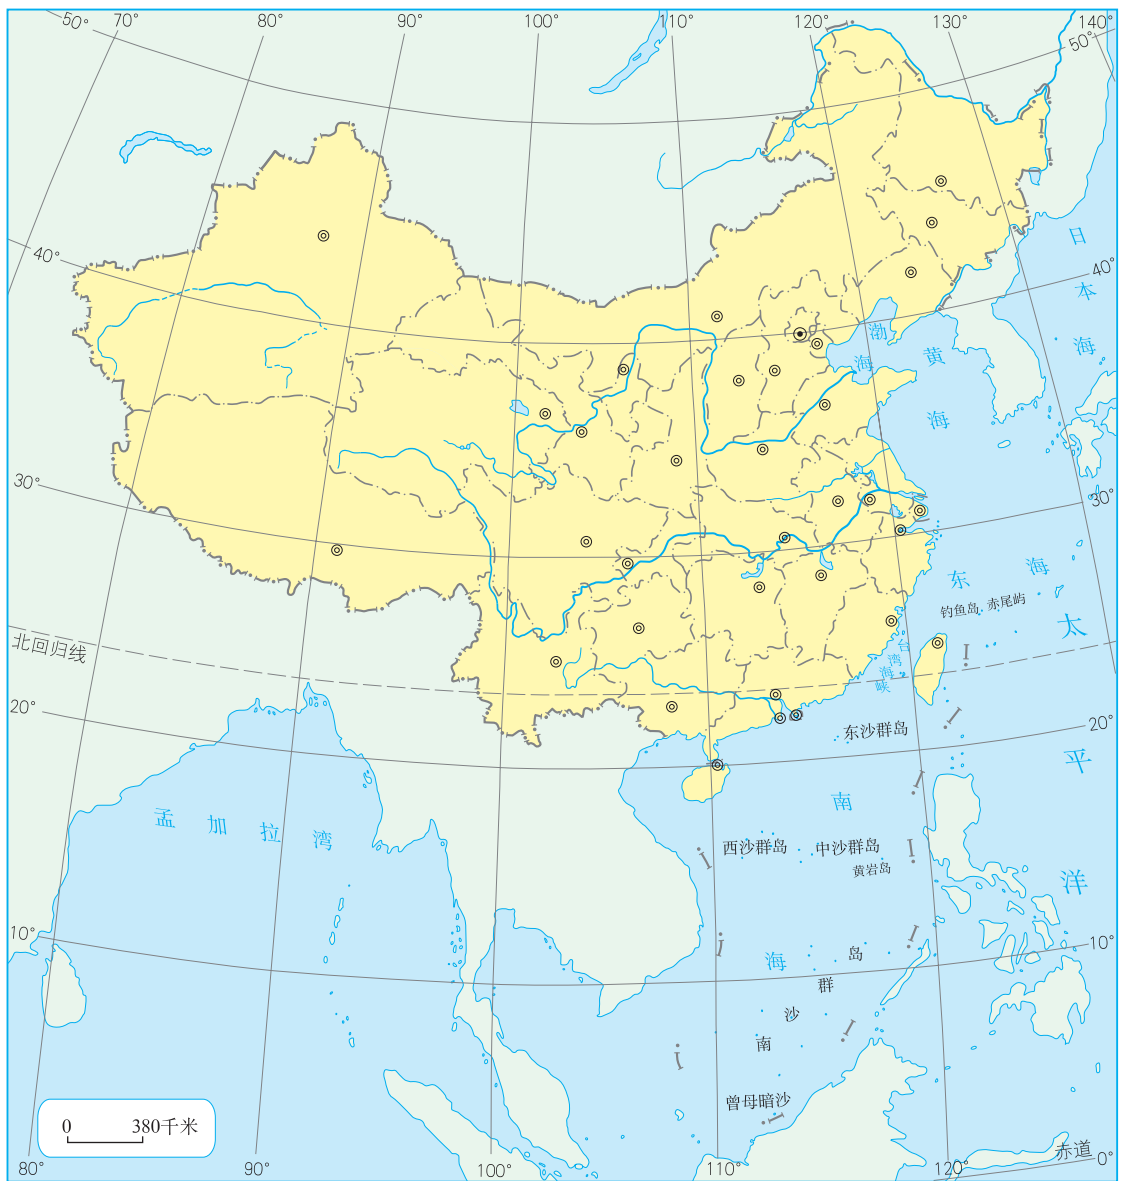 50°
70°
80°
90°
100°
110°
120°
130°
140°
50°
40°
40°
日
本
海
渤
海
黄
海
30°
30°
东
海
钓鱼岛
赤尾屿
太
平
洋
北回归线
台
湾
海
峡
20°
20°
东沙群岛
孟
加
拉
湾
南
海
西沙群岛
中沙群岛
黄岩岛
10°
10°
岛
群
沙
南
曾母暗沙
0
380千米
赤道
0°
80°
90°
100°
110°
120°